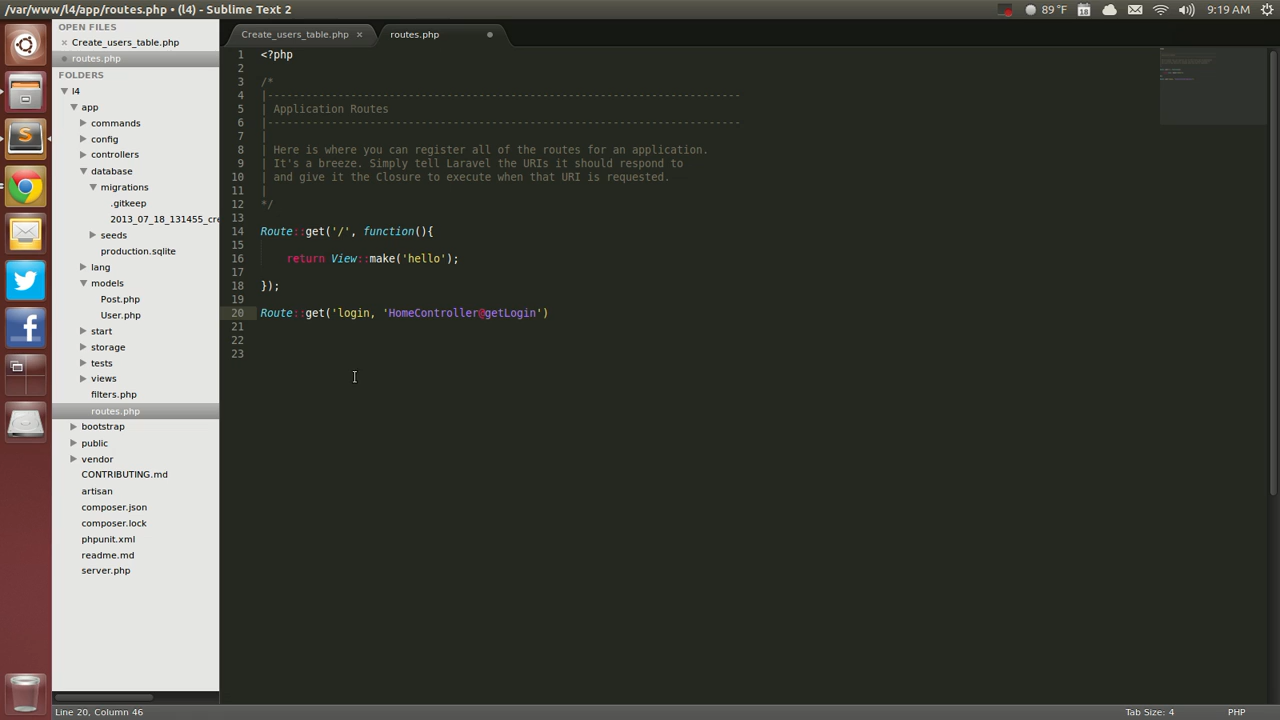 /var/www/l4/app/routes.php • (l4) - Sublime Text 2
89 °F
18
9:19 AM
OPEN FILES
Create_users_table.php
routes.php
FOLDERS
l4
app
commands
config
controllers
database
migrations
.gitkeep
2013_07_18_131455_cre
seeds
production.sqlite
lang
models
Post.php
User.php
start
storage
tests
views
filters.php
routes.php
bootstrap
public
vendor
CONTRIBUTING.md
artisan
composer.json
composer.lock
phpunit.xml
readme.md
server.php
Create_users_table.php ×
routes.php
1 <?php
2
3 /*
4 |--------------------------------------------------------------------------
5 | Application Routes
6 |--------------------------------------------------------------------------
7 |
8 | Here is where you can register all of the routes for an application.
9 | It's a breeze. Simply tell Laravel the URIs it should respond to
10 | and give it the Closure to execute when that URI is requested.
11 |
12 */
13
14 Route::get('/', function(){
15
16     return View::make('hello');
17
18 });
19
20 Route::get('login, 'HomeController@getLogin')
21
22
23
Line 20, Column 46
Tab Size: 4
PHP